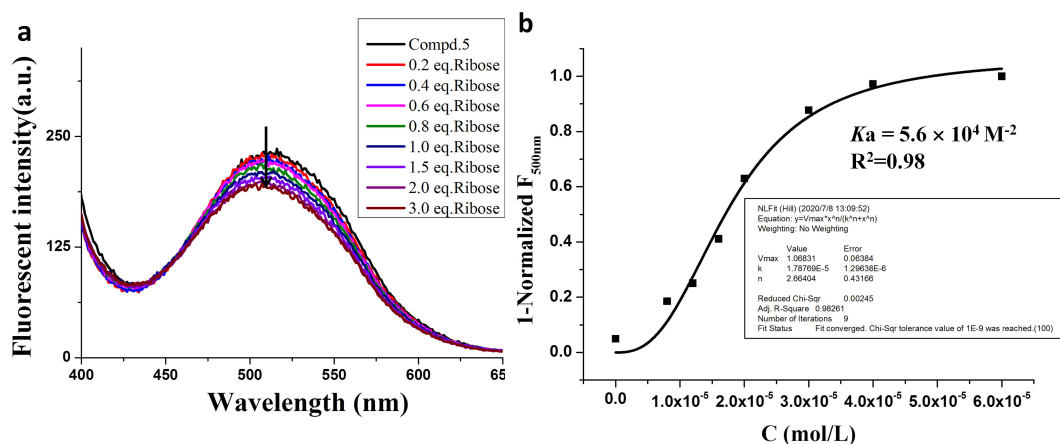 a
Fluorescent intensity(a.u.)
250
125
0
400
450
500
550
600
65
Wavelength (nm)
Compd.5
0.2 eq.Ribose
0.4 eq.Ribose
0.6 eq.Ribose
0.8 eq.Ribose
1.0 eq.Ribose
1.5 eq.Ribose
2.0 eq.Ribose
3.0 eq.Ribose
b
1-Normalized F500nm
1.0
0.8
0.6
0.4
0.2
0.0
0.0
1.0x10-5
2.0x10-5
3.0x10-5
4.0x10-5
5.0x10-5
6.0x10-5
C (mol/L)
Ka = 5.6 × 10⁴ M⁻²
R²=0.98
NLFit (Hill) (2020/7/8 13:09:52)
Equation: y=Vmax*x^n/(k^n+x^n)
Weighting: No Weighting
Value Error
Vmax 1.06831 0.06384
k 1.78769E-5 1.29638E-6
n 2.66404 0.43166
Reduced Chi-Sqr 0.00245
Adj. R-Square 0.98261
Number of Iterations 9
Fit Status Fit converged. Chi-Sqr tolerance value of 1E-9 was reached.(100)